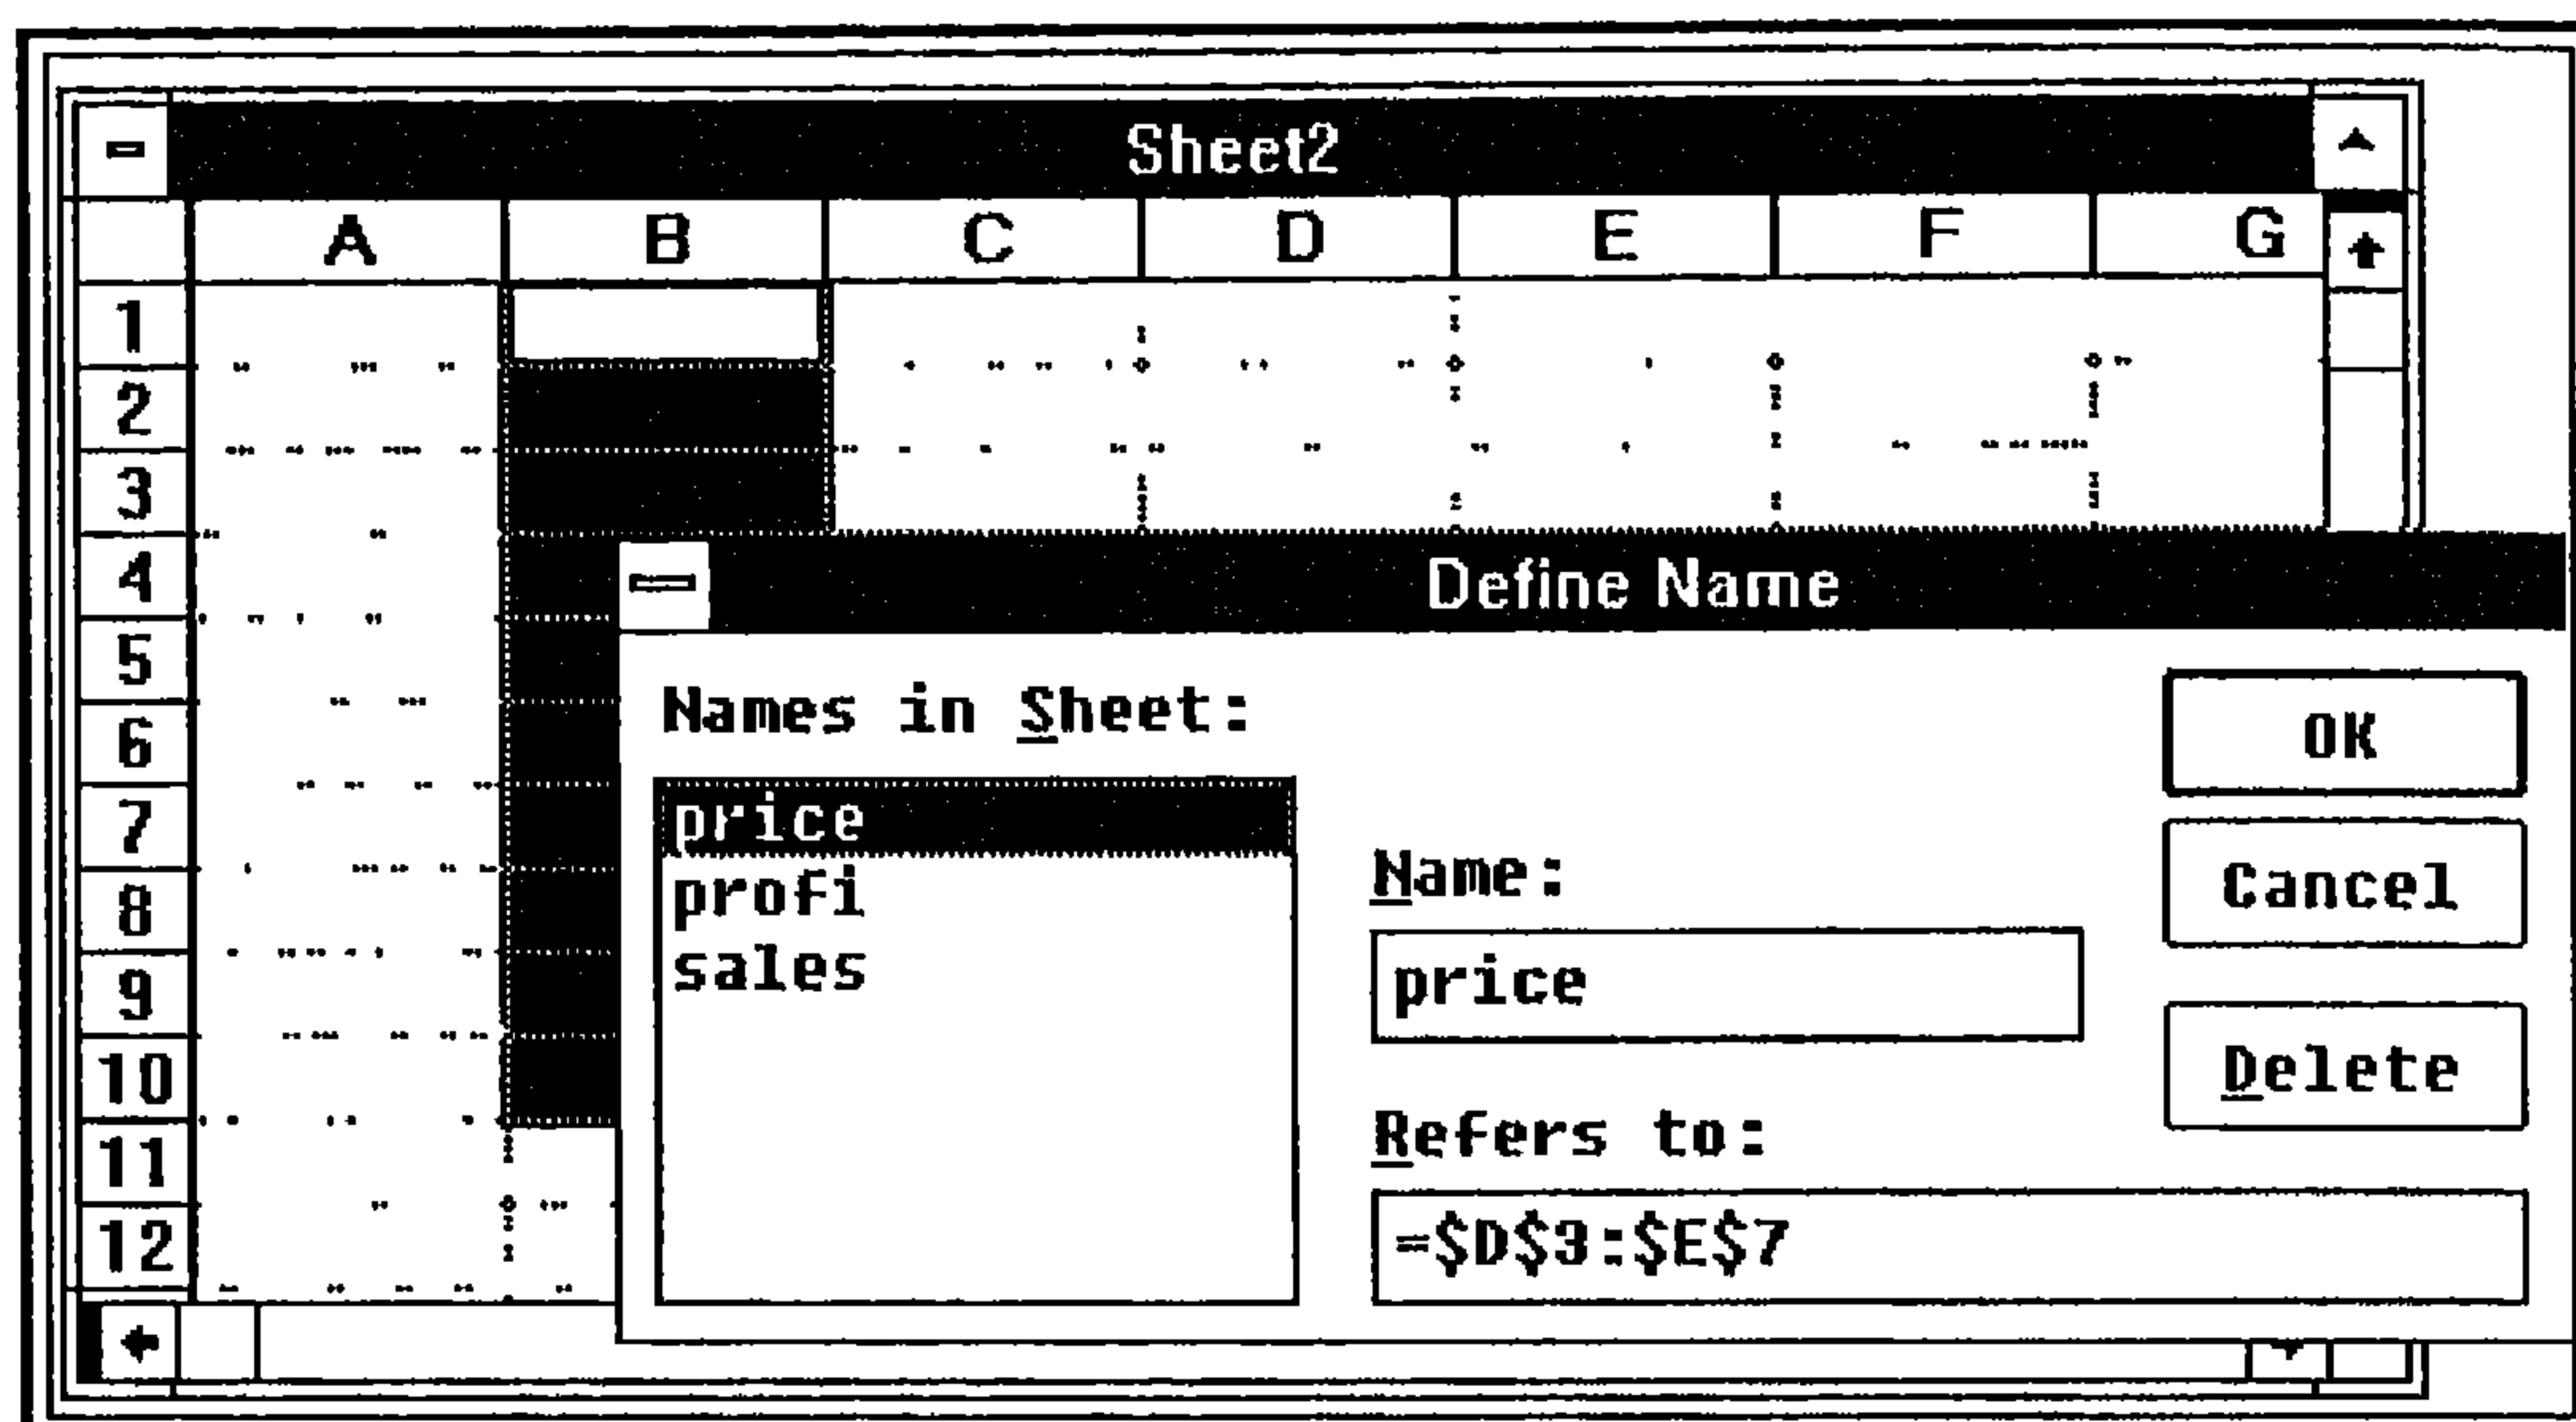 Sheet2
A B C D E F G
1
2
3
4
Define Name
5
Names in Sheet:
OK
6
7
price
8
profi
Name:
Cancel
9
sales
price
10
Delete
11
Refers to:
12
=$D$3:$E$7